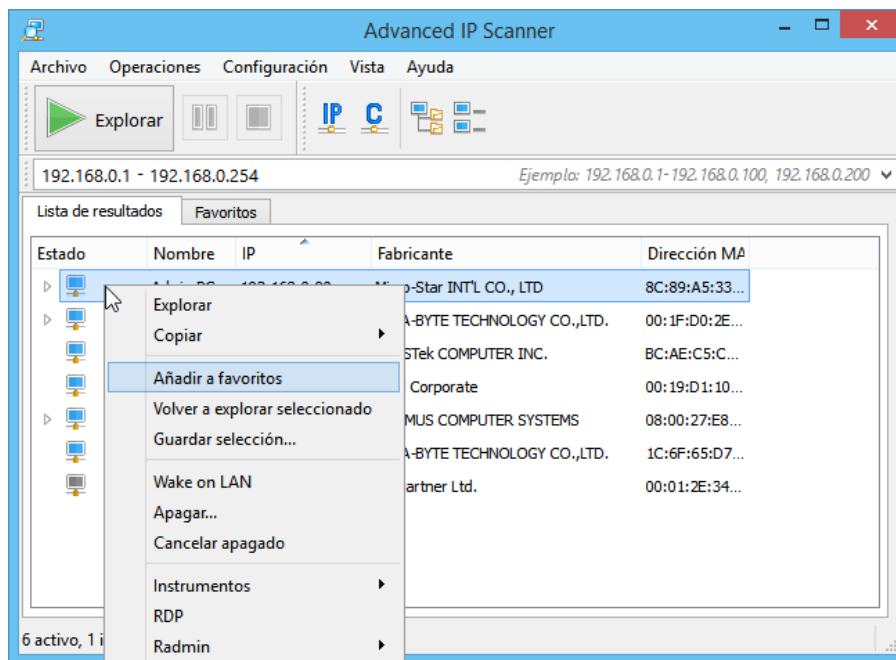 Advanced IP Scanner
Archivo Operaciones Configuración Vista Ayuda
Explorar IP C
192.168.0.1 - 192.168.0.254 Ejemplo: 192.168.0.1-192.168.0.100, 192.168.0.200
Lista de resultados Favoritos
Estado Nombre IP Fabricante Dirección MA
-Star INT'L CO., LTD 8C:89:A5:33...
Explorar
-BYTE TECHNOLOGY CO.,LTD. 00:1F:D0:2E...
Copiar
STek COMPUTER INC. BC:AE:C5:C...
Añadir a favoritos
Corporate 00:19:D1:10...
Volver a explorar seleccionado
MUS COMPUTER SYSTEMS 08:00:27:E8...
Guardar selección...
-BYTE TECHNOLOGY CO.,LTD. 1C:6F:65:D7...
Wake on LAN
artner Ltd. 00:01:2E:34...
Apagar...
Cancelar apagado
Instrumentos
RDP
6 activo, 1 i
Radmin